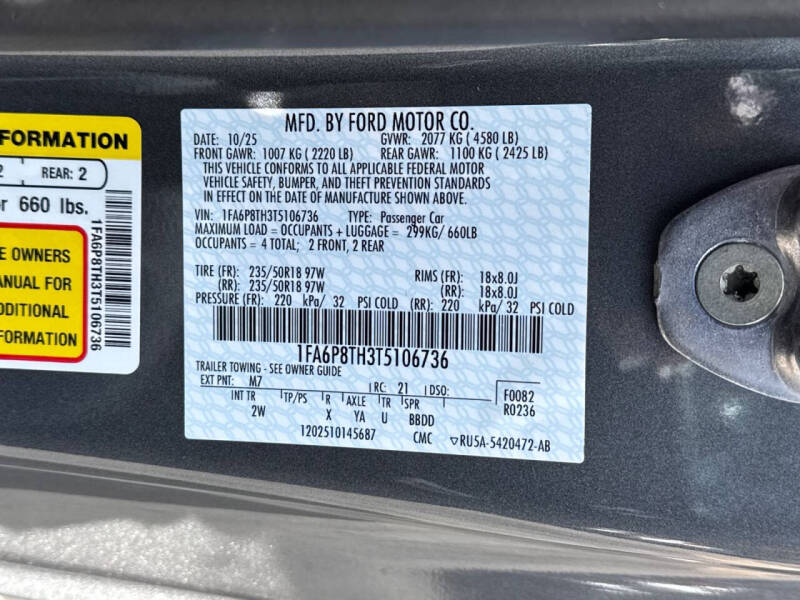 FORMATION
2 REAR: 2
r 660 lbs.
E OWNERS
ANUAL FOR
DDITIONAL
FORMATION
1FA6P8TH3T5106736
MFD. BY FORD MOTOR CO.
DATE: 10/25 GVWR: 2077 KG ( 4580 LB)
FRONT GAWR: 1007 KG ( 2220 LB) REAR GAWR: 1100 KG ( 2425 LB)
THIS VEHICLE CONFORMS TO ALL APPLICABLE FEDERAL MOTOR
VEHICLE SAFETY, BUMPER, AND THEFT PREVENTION STANDARDS
IN EFFECT ON THE DATE OF MANUFACTURE SHOWN ABOVE.
VIN: 1FA6P8TH3T5106736 TYPE: Passenger Car
MAXIMUM LOAD = OCCUPANTS + LUGGAGE = 299KG/ 660LB
OCCUPANTS = 4 TOTAL; 2 FRONT, 2 REAR
TIRE (FR): 235/50R18 97W RIMS (FR): 18x8.0J
(RR): 235/50R18 97W (RR): 18x8.0J
PRESSURE (FR): 220 kPa/ 32 PSI COLD (RR): 220 kPa/ 32 PSI COLD
1FA6P8TH3T5106736
TRAILER TOWING - SEE OWNER GUIDE
EXT PNT: M7 RC: 21 DSO: F0082
INT TR TP/PS R AXLE TR SPR R0236
2W X YA U BBDD
1202510145687 CMC RU5A-5420472-AB